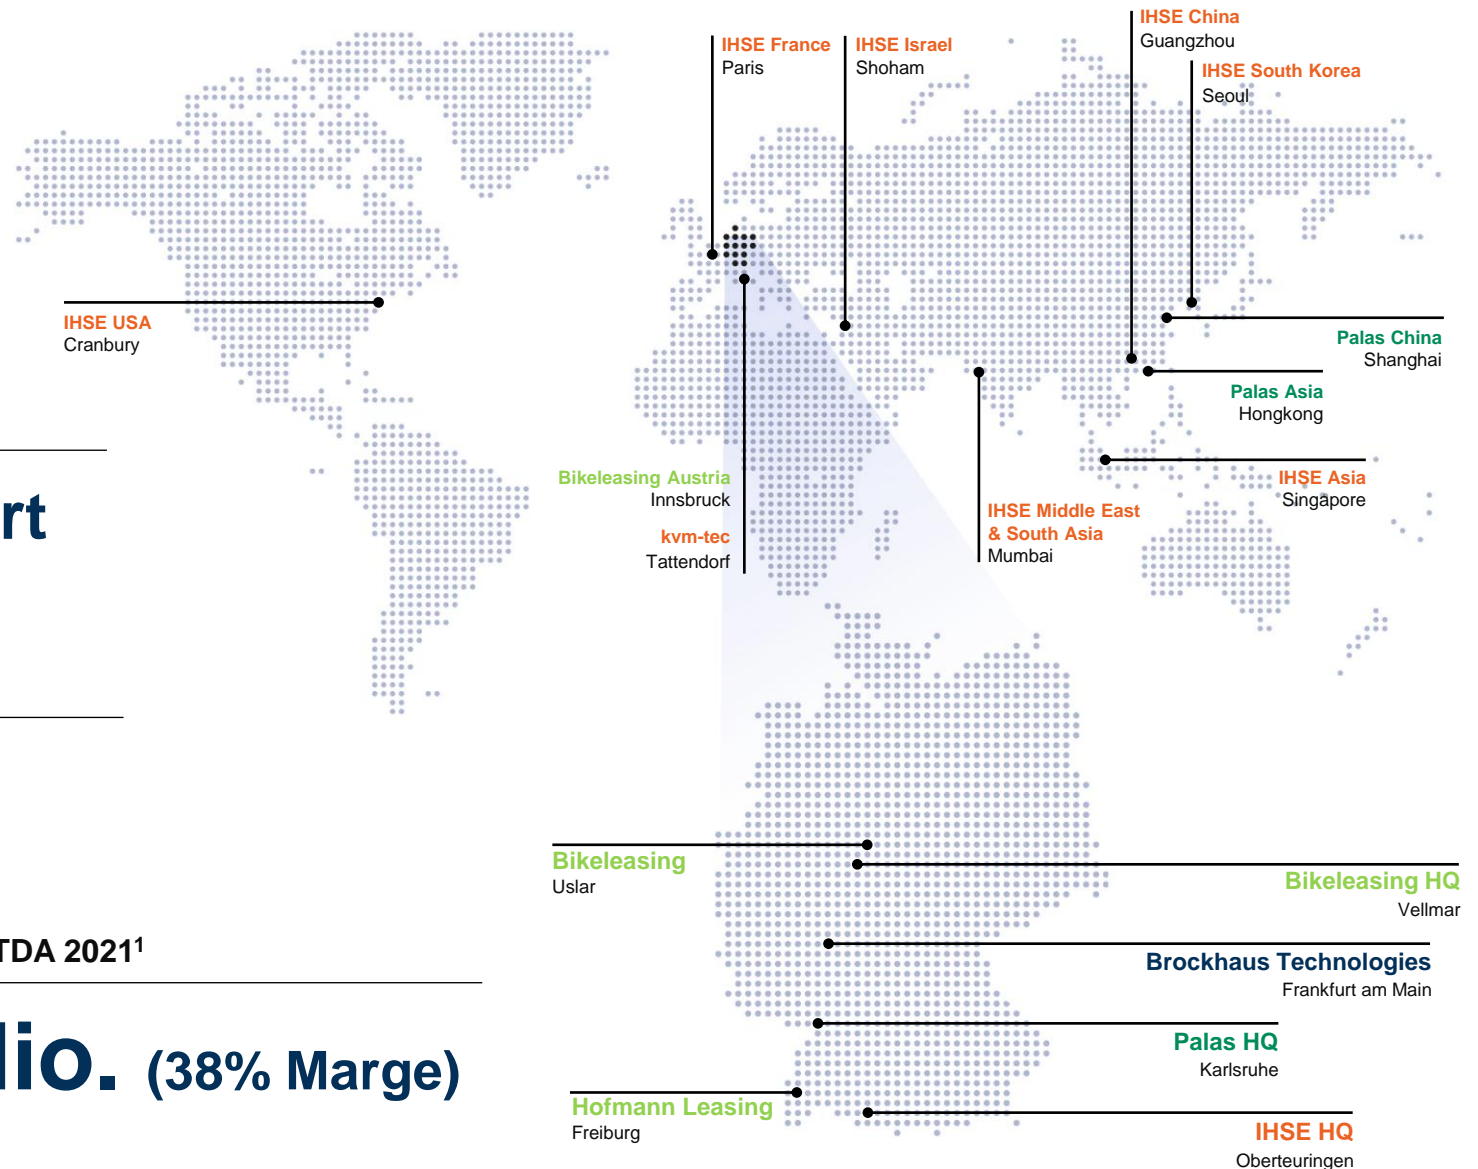 IHSE China
Guangzhou
IHSE France
Paris
IHSE Israel
Shoham
IHSE South Korea
Seoul
IHSE USA
Cranbury
Palas China
Shanghai
Palas Asia
Hongkong
Bikeleasing Austria
Innsbruck
kvm-tec
Tattendorf
IHSE Middle East
& South Asia
Mumbai
IHSE Asia
Singapore
rt
Bikeleasing
Uslar
Bikeleasing HQ
Vellmar
TDA 2021¹
Brockhaus Technologies
Frankfurt am Main
lio. (38% Marge)
Palas HQ
Karlsruhe
Hofmann Leasing
Freiburg
IHSE HQ
Oberteuringen